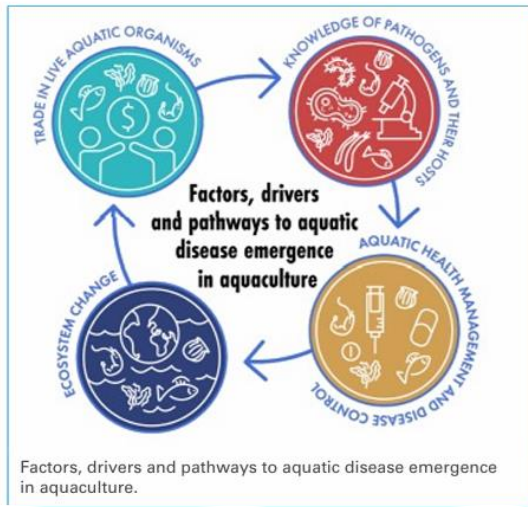 TRADE IN LIVE AQUATIC ORGANISMS
KNOWLEDGE OF PATHOGENS AND THEIR HOSTS
$
Factors, drivers
and pathways to aquatic
disease emergence
in aquaculture
ECOSYSTEM CHANGE
AQUATIC HEALTH MANAGEMENT AND DISEASE CONTROL
Factors, drivers and pathways to aquatic disease emergence
in aquaculture.